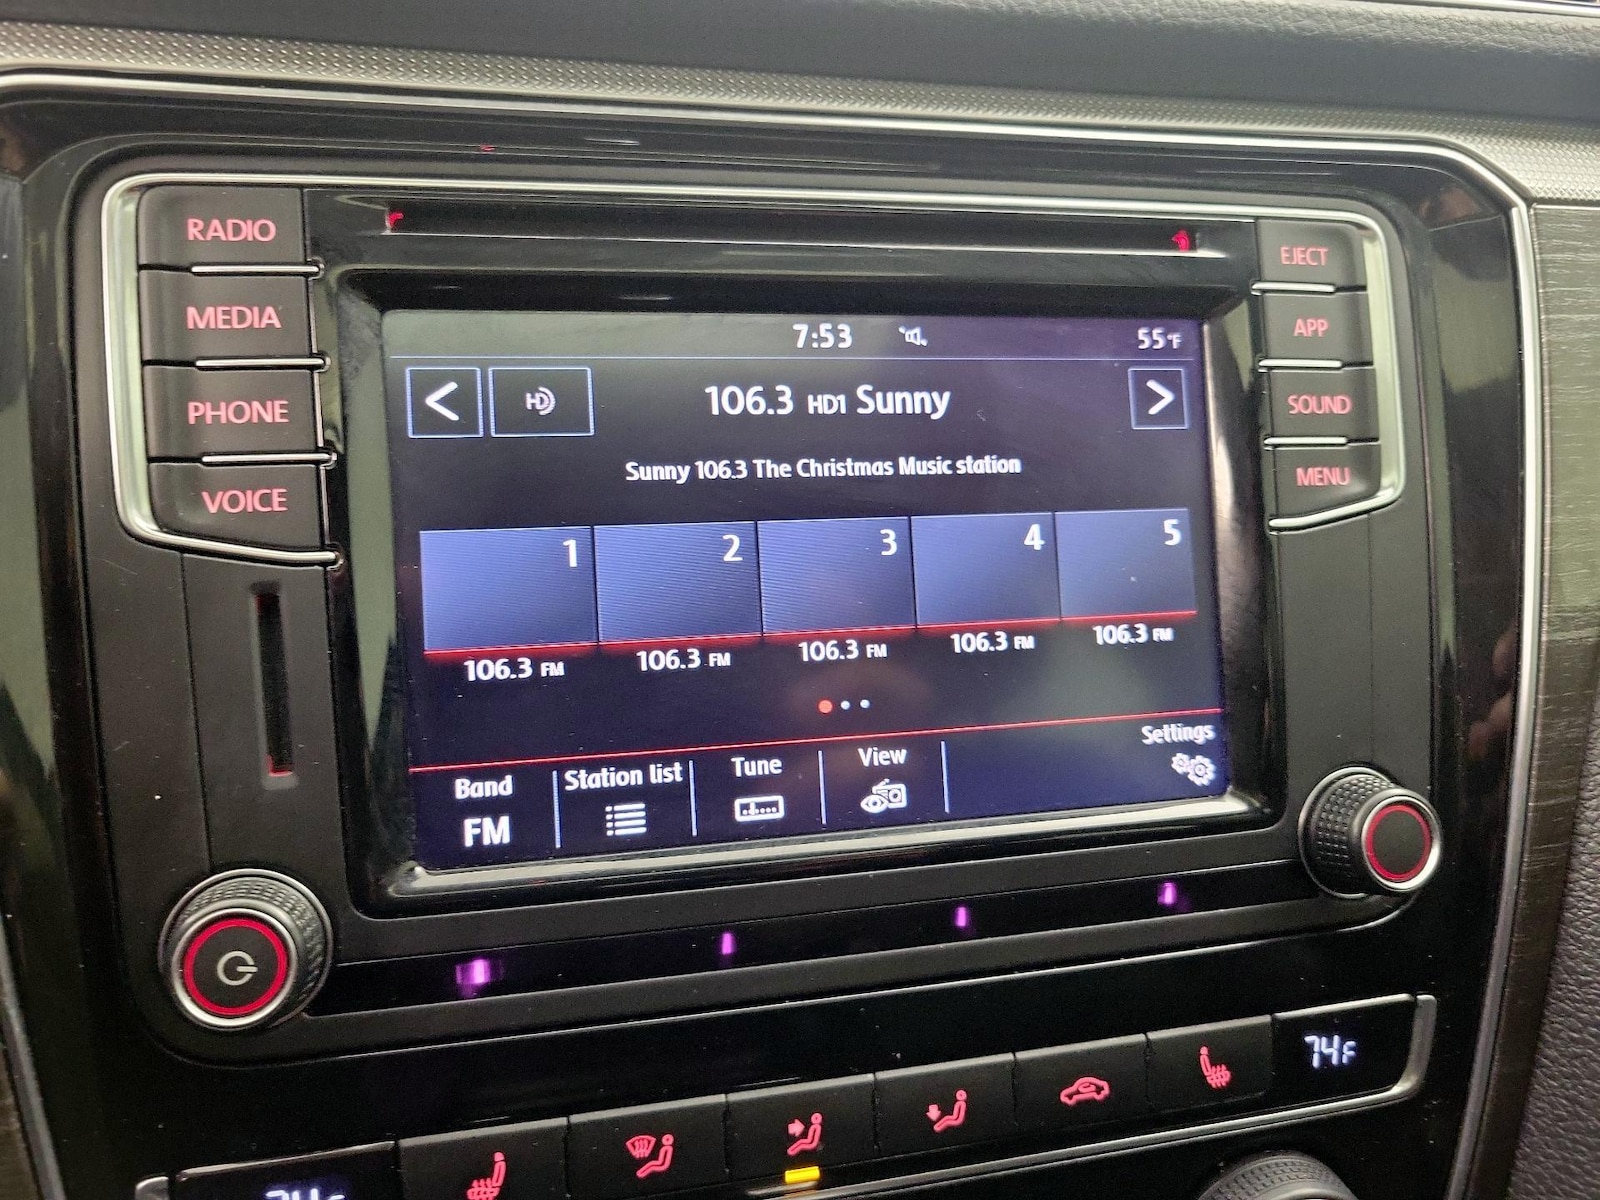 RADIO
MEDIA
PHONE
VOICE
EJECT
APP
SOUND
MENU
7:53 55°F
HD 106.3 HD1 Sunny
Sunny 106.3 The Christmas Music station
1 2 3 4 5
106.3 FM 106.3 FM 106.3 FM 106.3 FM 106.3 FM
Band Station list Tune View Settings
FM
74F